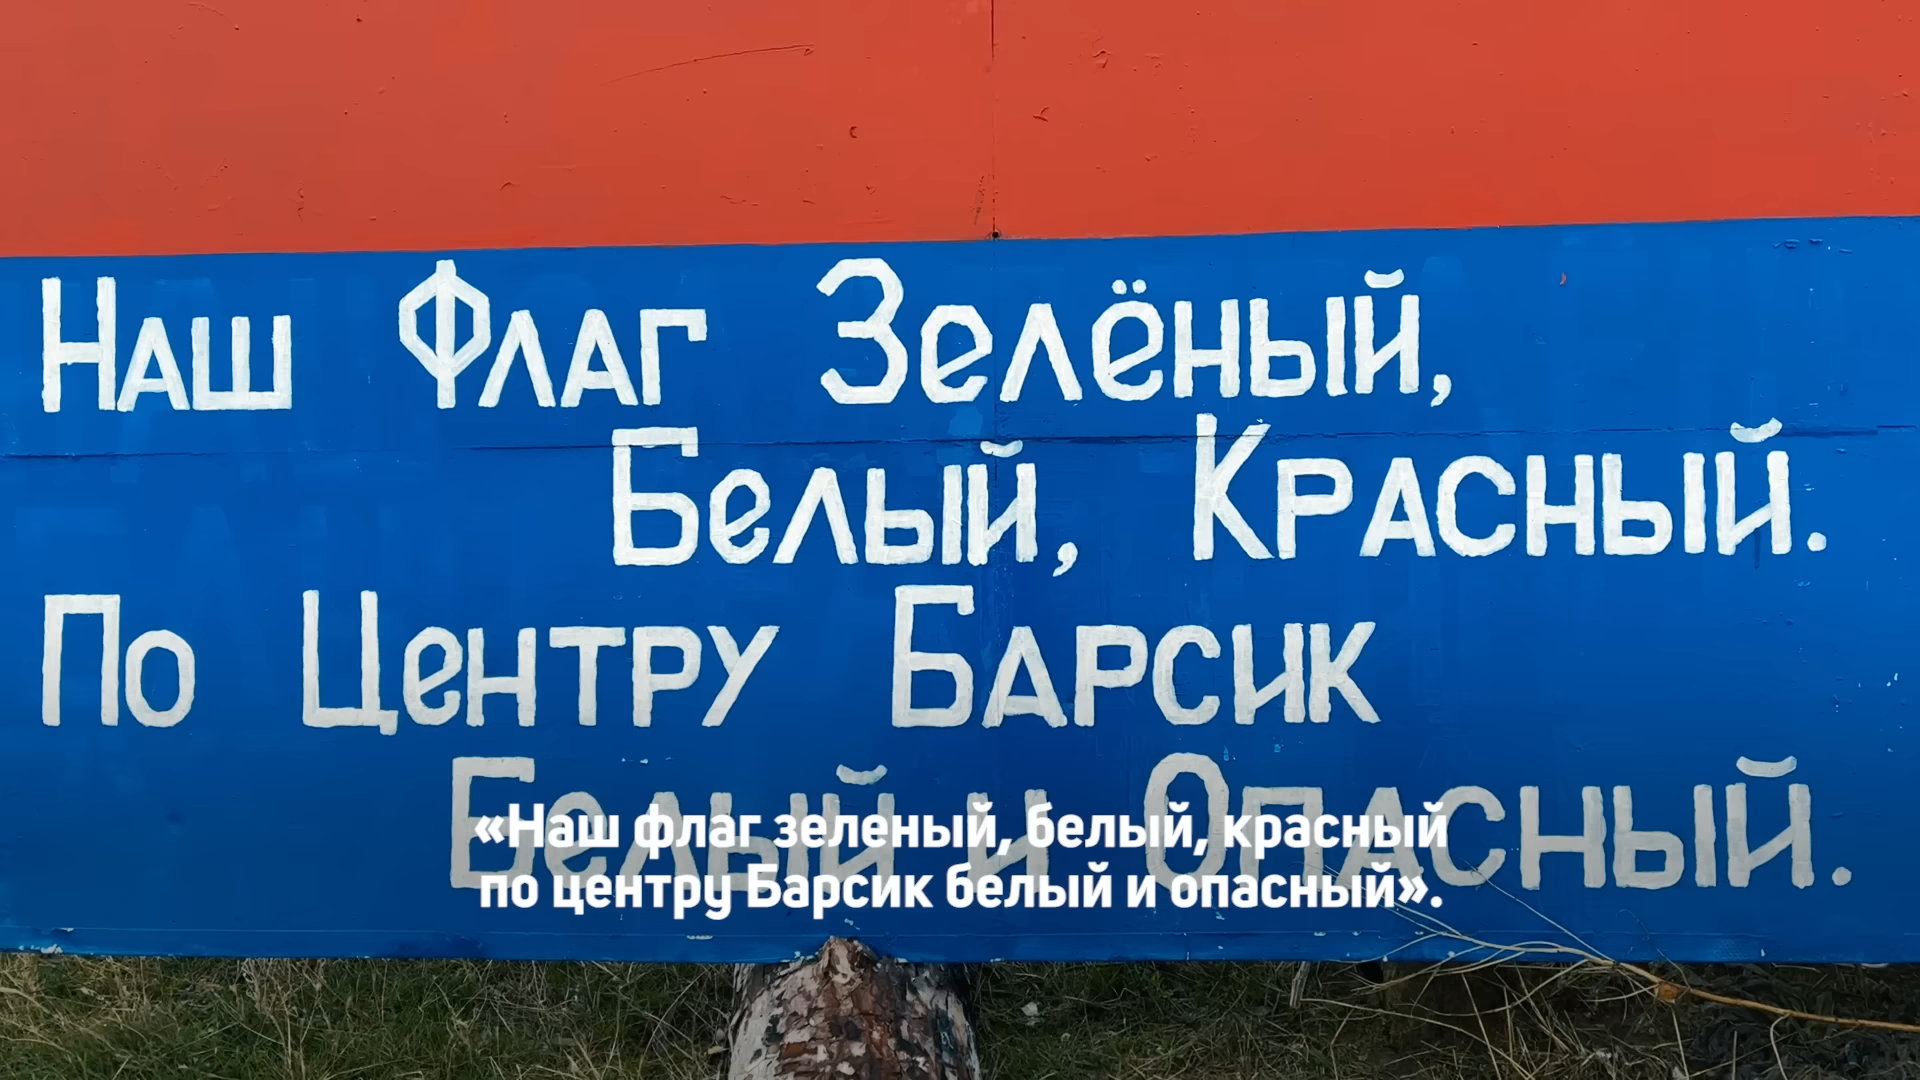 Наш Флаг Зелёный,
Белый, Красный.
По Центру Барсик
Белый и Опасный.
«Наш флаг зеленый, белый, красный
по центру Барсик белый и опасный».